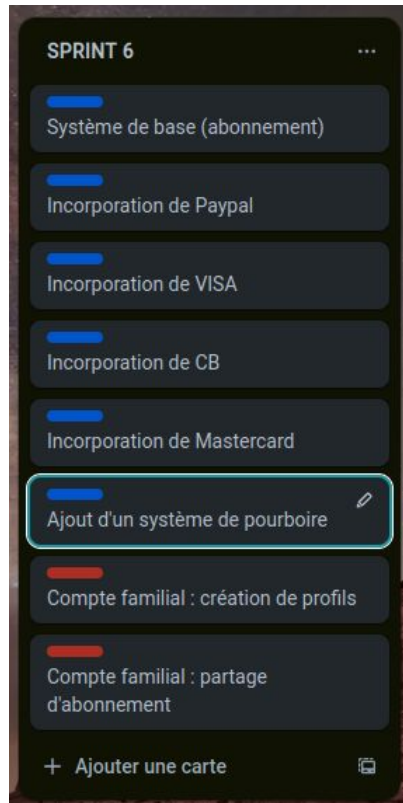 SPRINT 6
Système de base (abonnement)
Incorporation de Paypal
Incorporation de VISA
Incorporation de CB
Incorporation de Mastercard
Ajout d'un système de pourboire
Compte familial : création de profils
Compte familial : partage
d'abonnement
+ Ajouter une carte